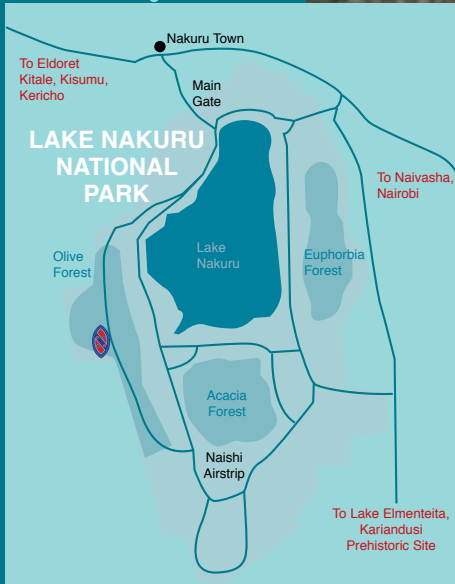 Nakuru Town
To Eldoret
Kitale, Kisumu,
Kericho
Main
Gate
LAKE NAKURU
NATIONAL
PARK
To Naivasha,
Nairobi
Olive
Forest
Lake
Nakuru
Euphorbia
Forest
Acacia
Forest
Naishi
Airstrip
To Lake Elmenteita,
Kariandusi
Prehistoric Site